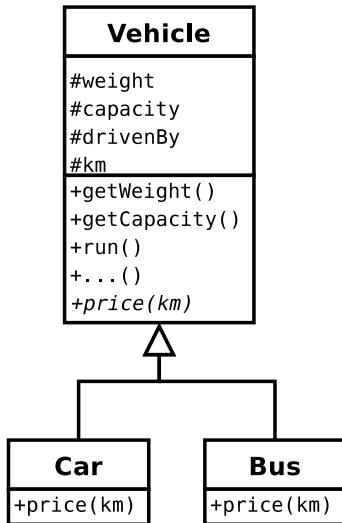 Vehicle
#weight
#capacity
#drivenBy
#km
+getWeight()
+getCapacity()
+run()
+...()
+price(km)
Car
+price(km)
Bus
+price(km)